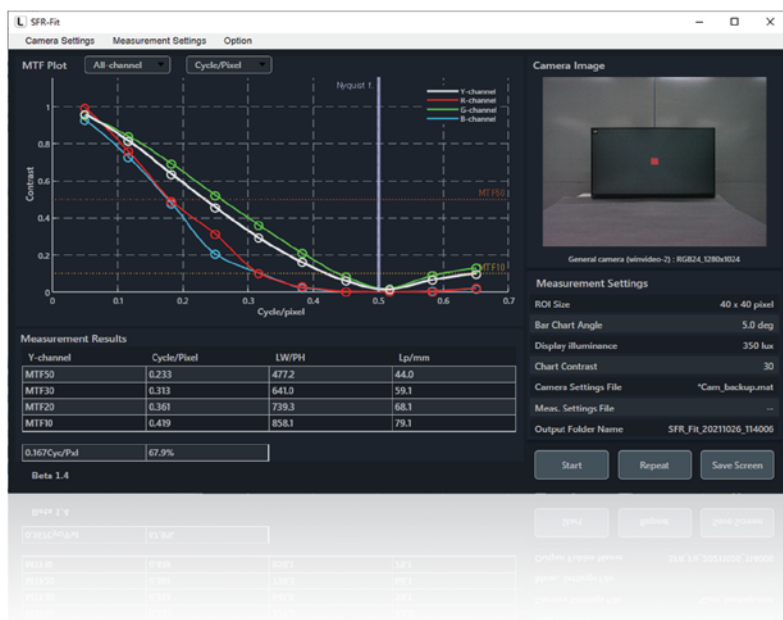 L SFR-Fit
Camera Settings Measurement Settings Option
MTF Plot All-channel Cycle/Pixel
Nyquist f.
Y-channel
R-channel
G-channel
B-channel
Contrast
1
0.8
0.6
0.4
0.2
0
MTF50
MTF10
0 0.1 0.2 0.3 0.4 0.5 0.6 0.7
Cycle/pixel
Measurement Results
Y-channel Cycle/Pixel LW/PH Lp/mm
MTF50 0.233 477.2 44.0
MTF30 0.313 641.0 59.1
MTF20 0.361 739.3 68.1
MTF10 0.419 858.1 79.1
0.167Cyc/Pxl 67.9%
Beta 1.4
Camera Image
General camera (winvideo-2) : RGB24_1280x1024
Measurement Settings
ROI Size 40 x 40 pixel
Bar Chart Angle 5.0 deg
Display illuminance 350 lux
Chart Contrast 30
Camera Settings File *Cam_backup.mat
Meas. Settings File --
Output Folder Name SFR_Fit_20211026_114006
Start Repeat Save Screen